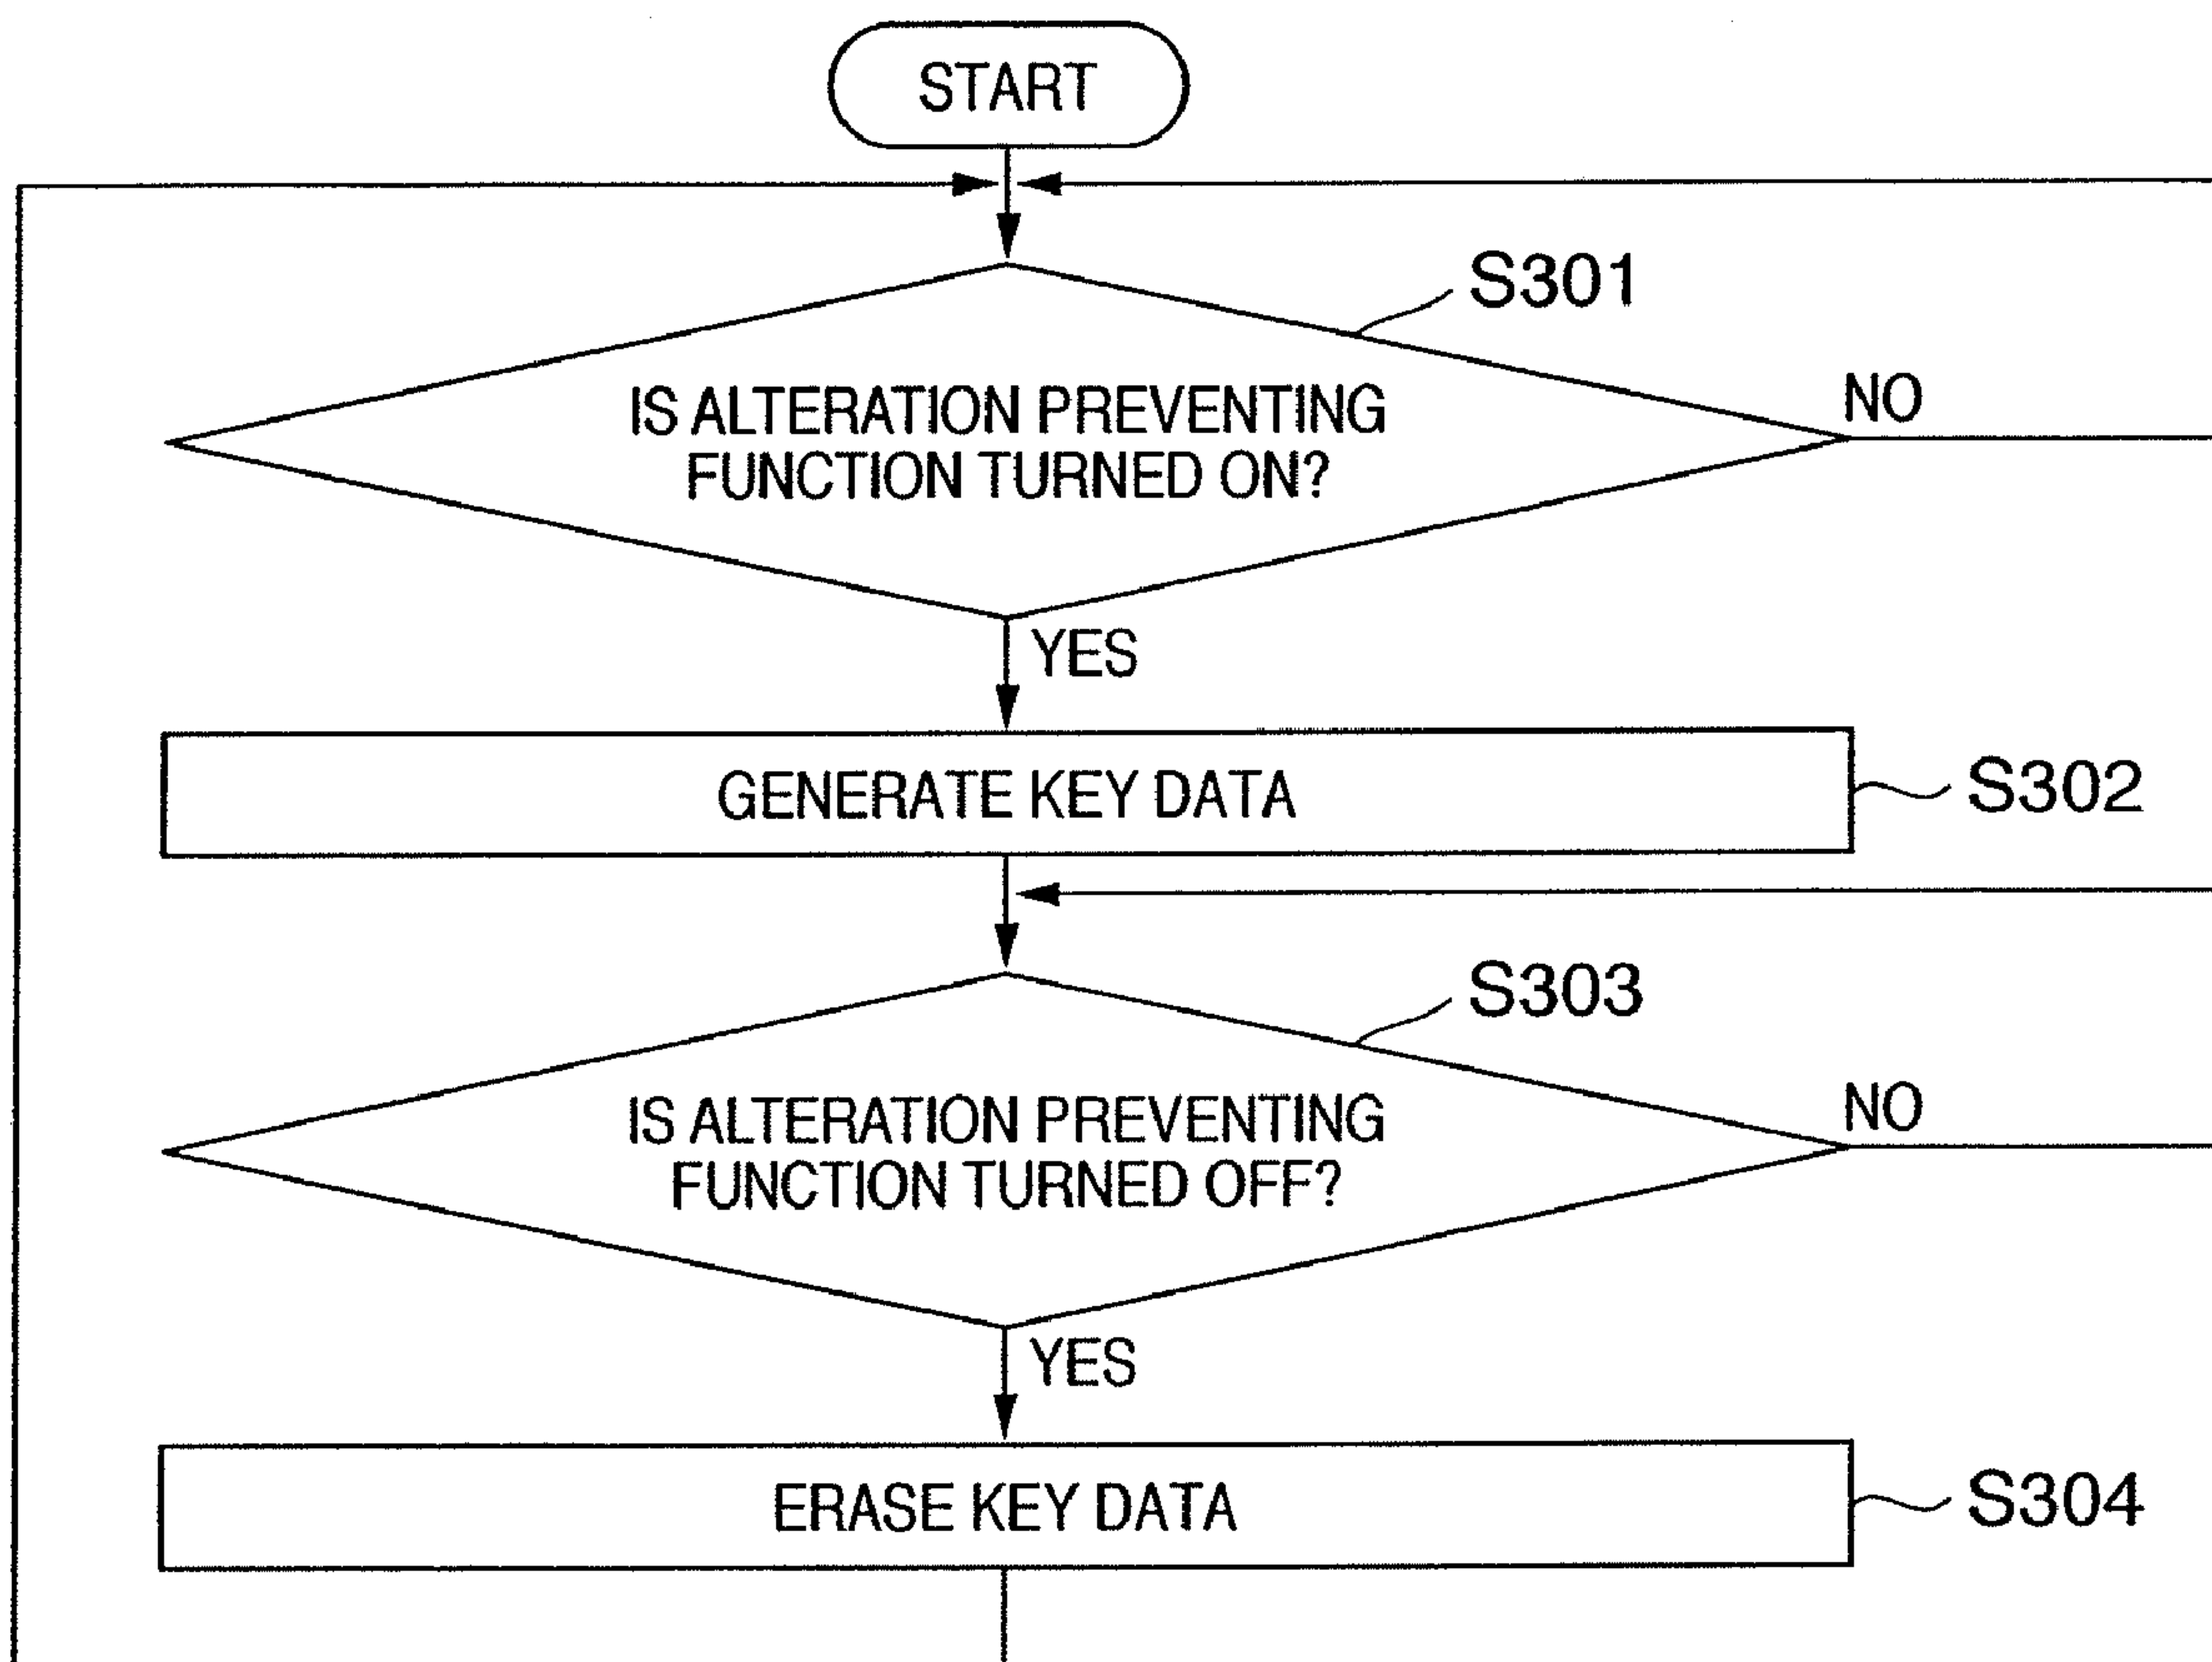 START
S301
IS ALTERATION PREVENTING
FUNCTION TURNED ON?
NO
YES
GENERATE KEY DATA
S302
S303
IS ALTERATION PREVENTING
FUNCTION TURNED OFF?
NO
YES
ERASE KEY DATA
S304